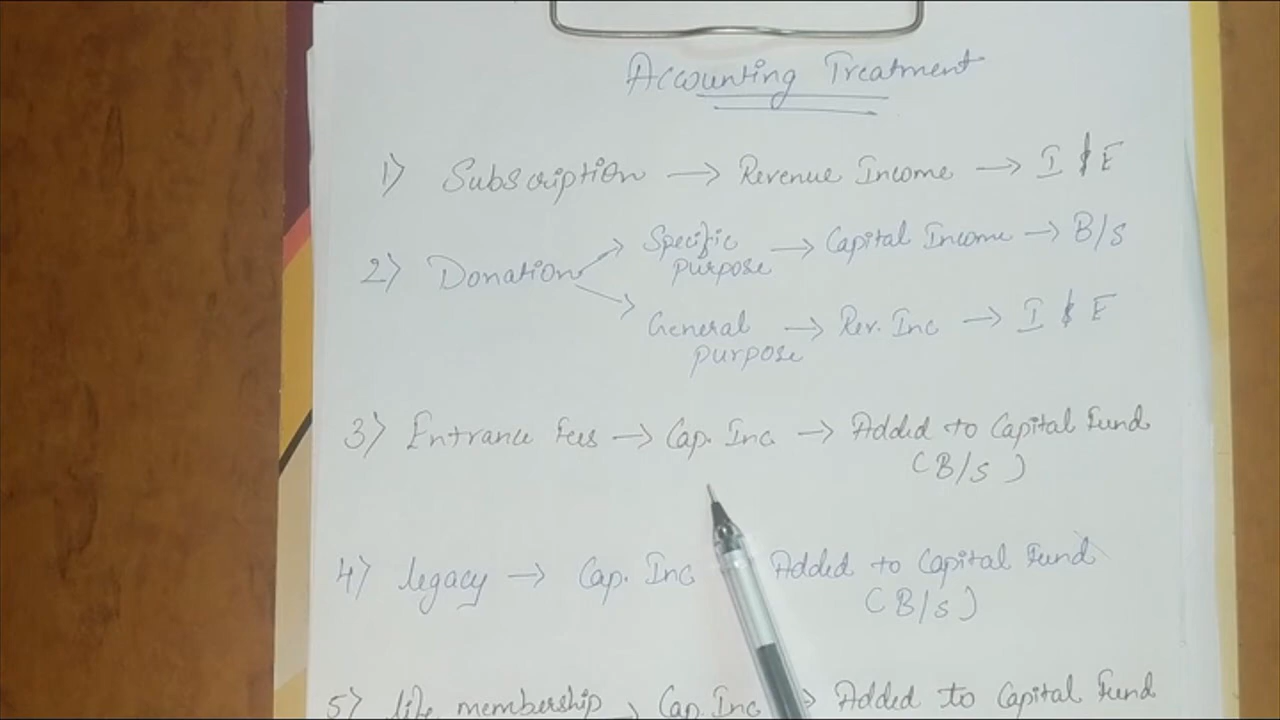 Accounting Treatment
1) Subscription → Revenue Income → I & E
2) Donation → Specific purpose → Capital Income → B/S
→ General purpose → Rev. Inc → I & E
3) Entrance Fees → Cap. Inc. → Added to Capital Fund
(B/S)
4) legacy → Cap. Inc Added to Capital Fund
(B/S)
5) life membership → Cap. Inc → Added to Capital Fund